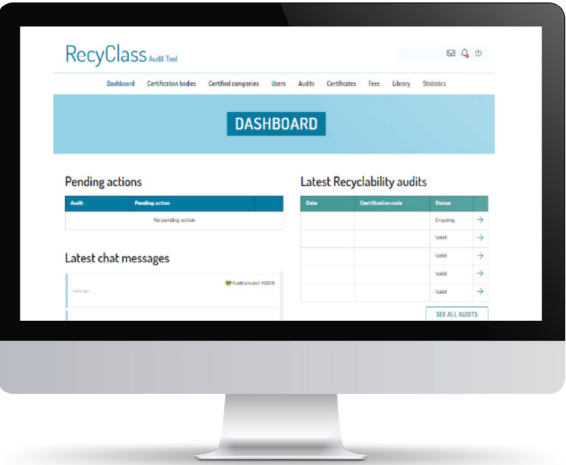 RecyClass Audit Tool
Dashboard Certification bodies Certified companies Users Audits Certificates Fees Library Statistics
DASHBOARD
Pending actions
Audit Pending action
No pending action
Latest Recyclability audits
Date Certification code Status
Ongoing
Valid
Valid
Valid
Valid
SEE ALL AUDITS
Latest chat messages